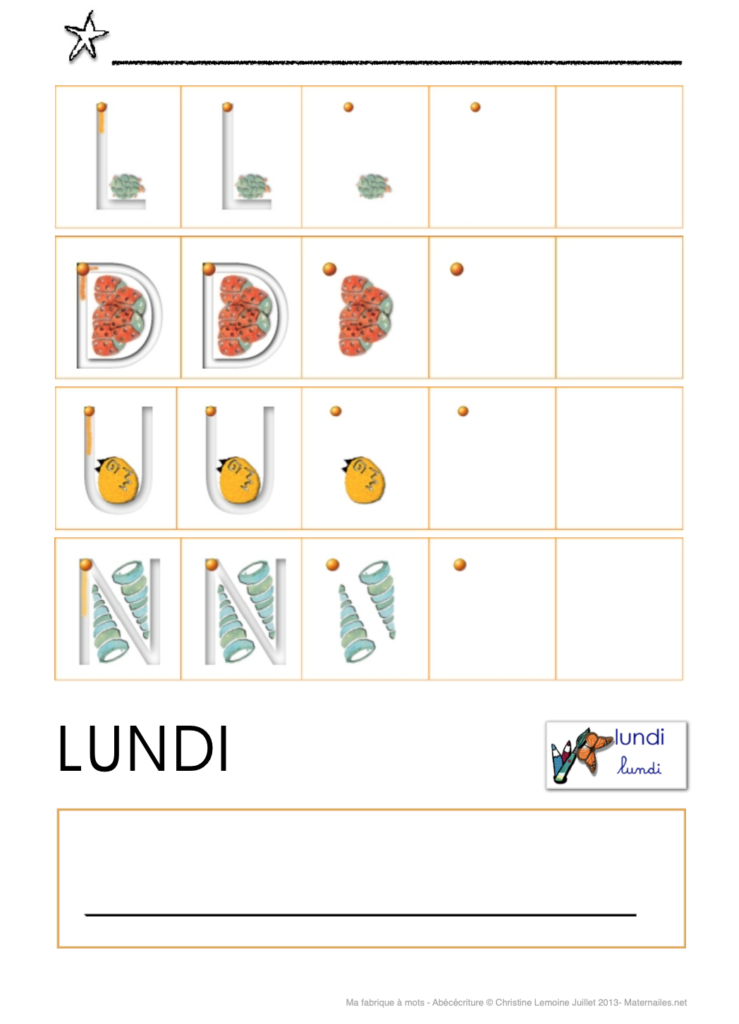 L L
D D
U U
N N
LUNDI
lundi
lundi
Ma fabrique à mots - Abécécriture © Christine Lemoine Juillet 2013- Maternailes.net